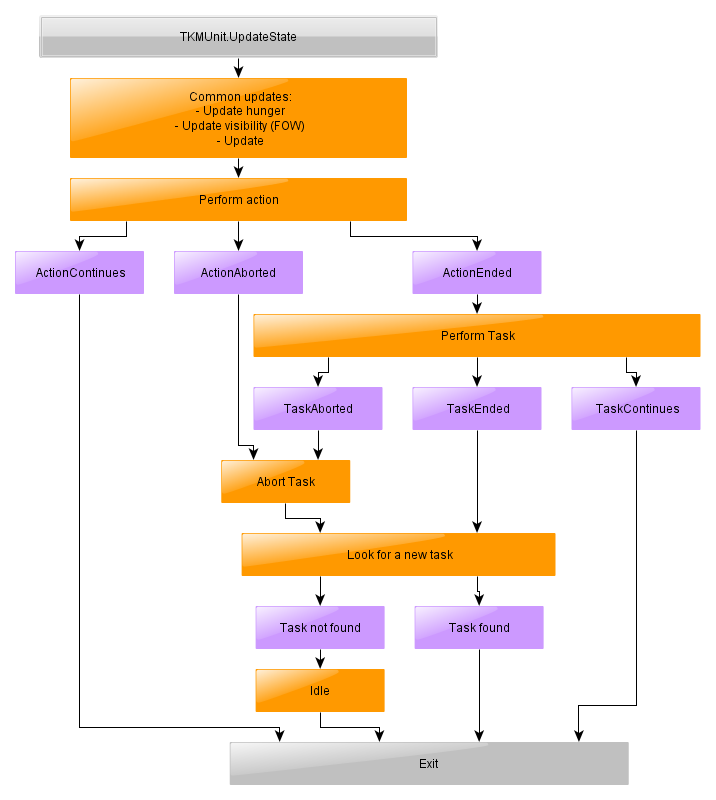 TKMUnit.UpdateState
Common updates:
- Update hunger
- Update visibility (FOW)
- Update
Perform action
ActionContinues
ActionAborted
ActionEnded
Perform Task
TaskAborted
TaskEnded
TaskContinues
Abort Task
Look for a new task
Task not found
Task found
Idle
Exit